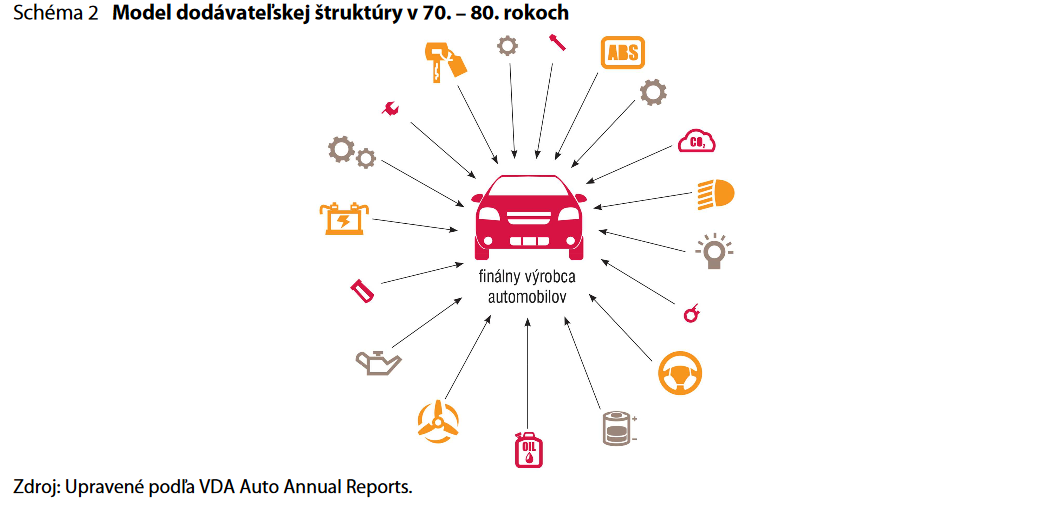 Schéma 2 Model dodávateľskej štruktúry v 70. – 80. rokoch
ABS
CO₂
finálny výrobca
automobilov
+
–
OIL
Zdroj: Upravené podľa VDA Auto Annual Reports.